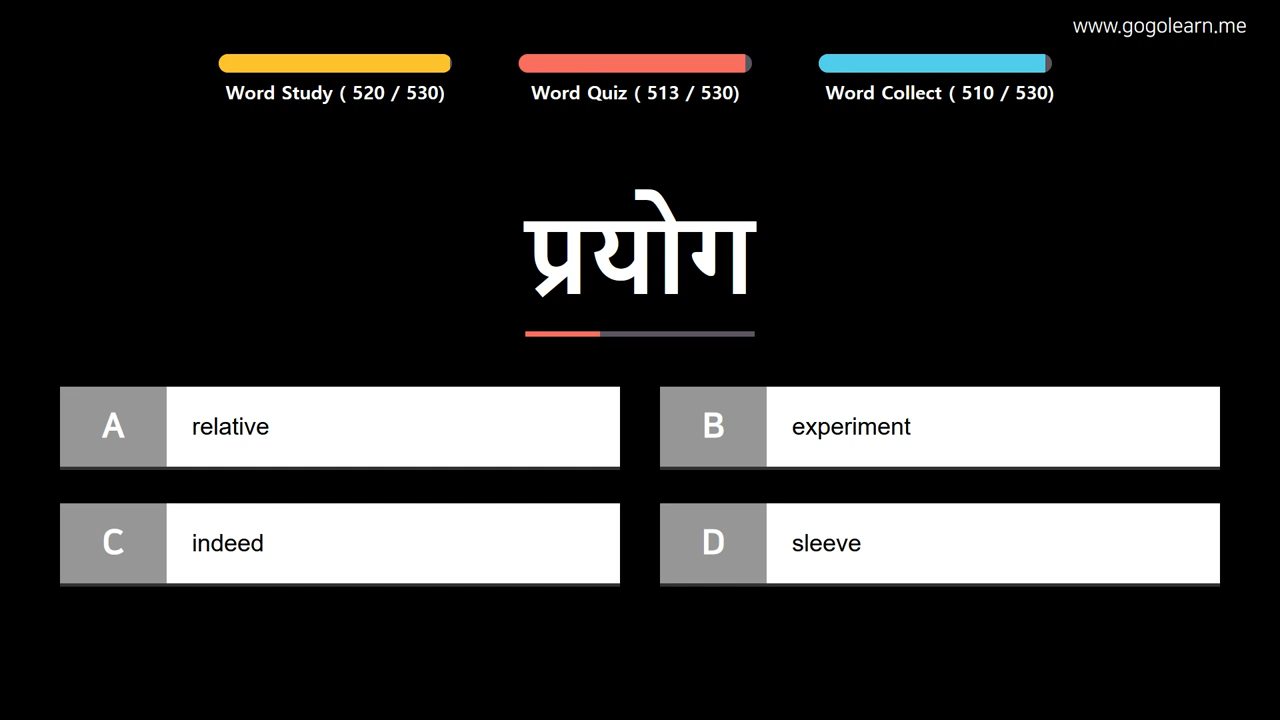 www.gogolearn.me
Word Study ( 520 / 530) Word Quiz ( 513 / 530) Word Collect ( 510 / 530)
प्रयोग
A relative B experiment
C indeed D sleeve